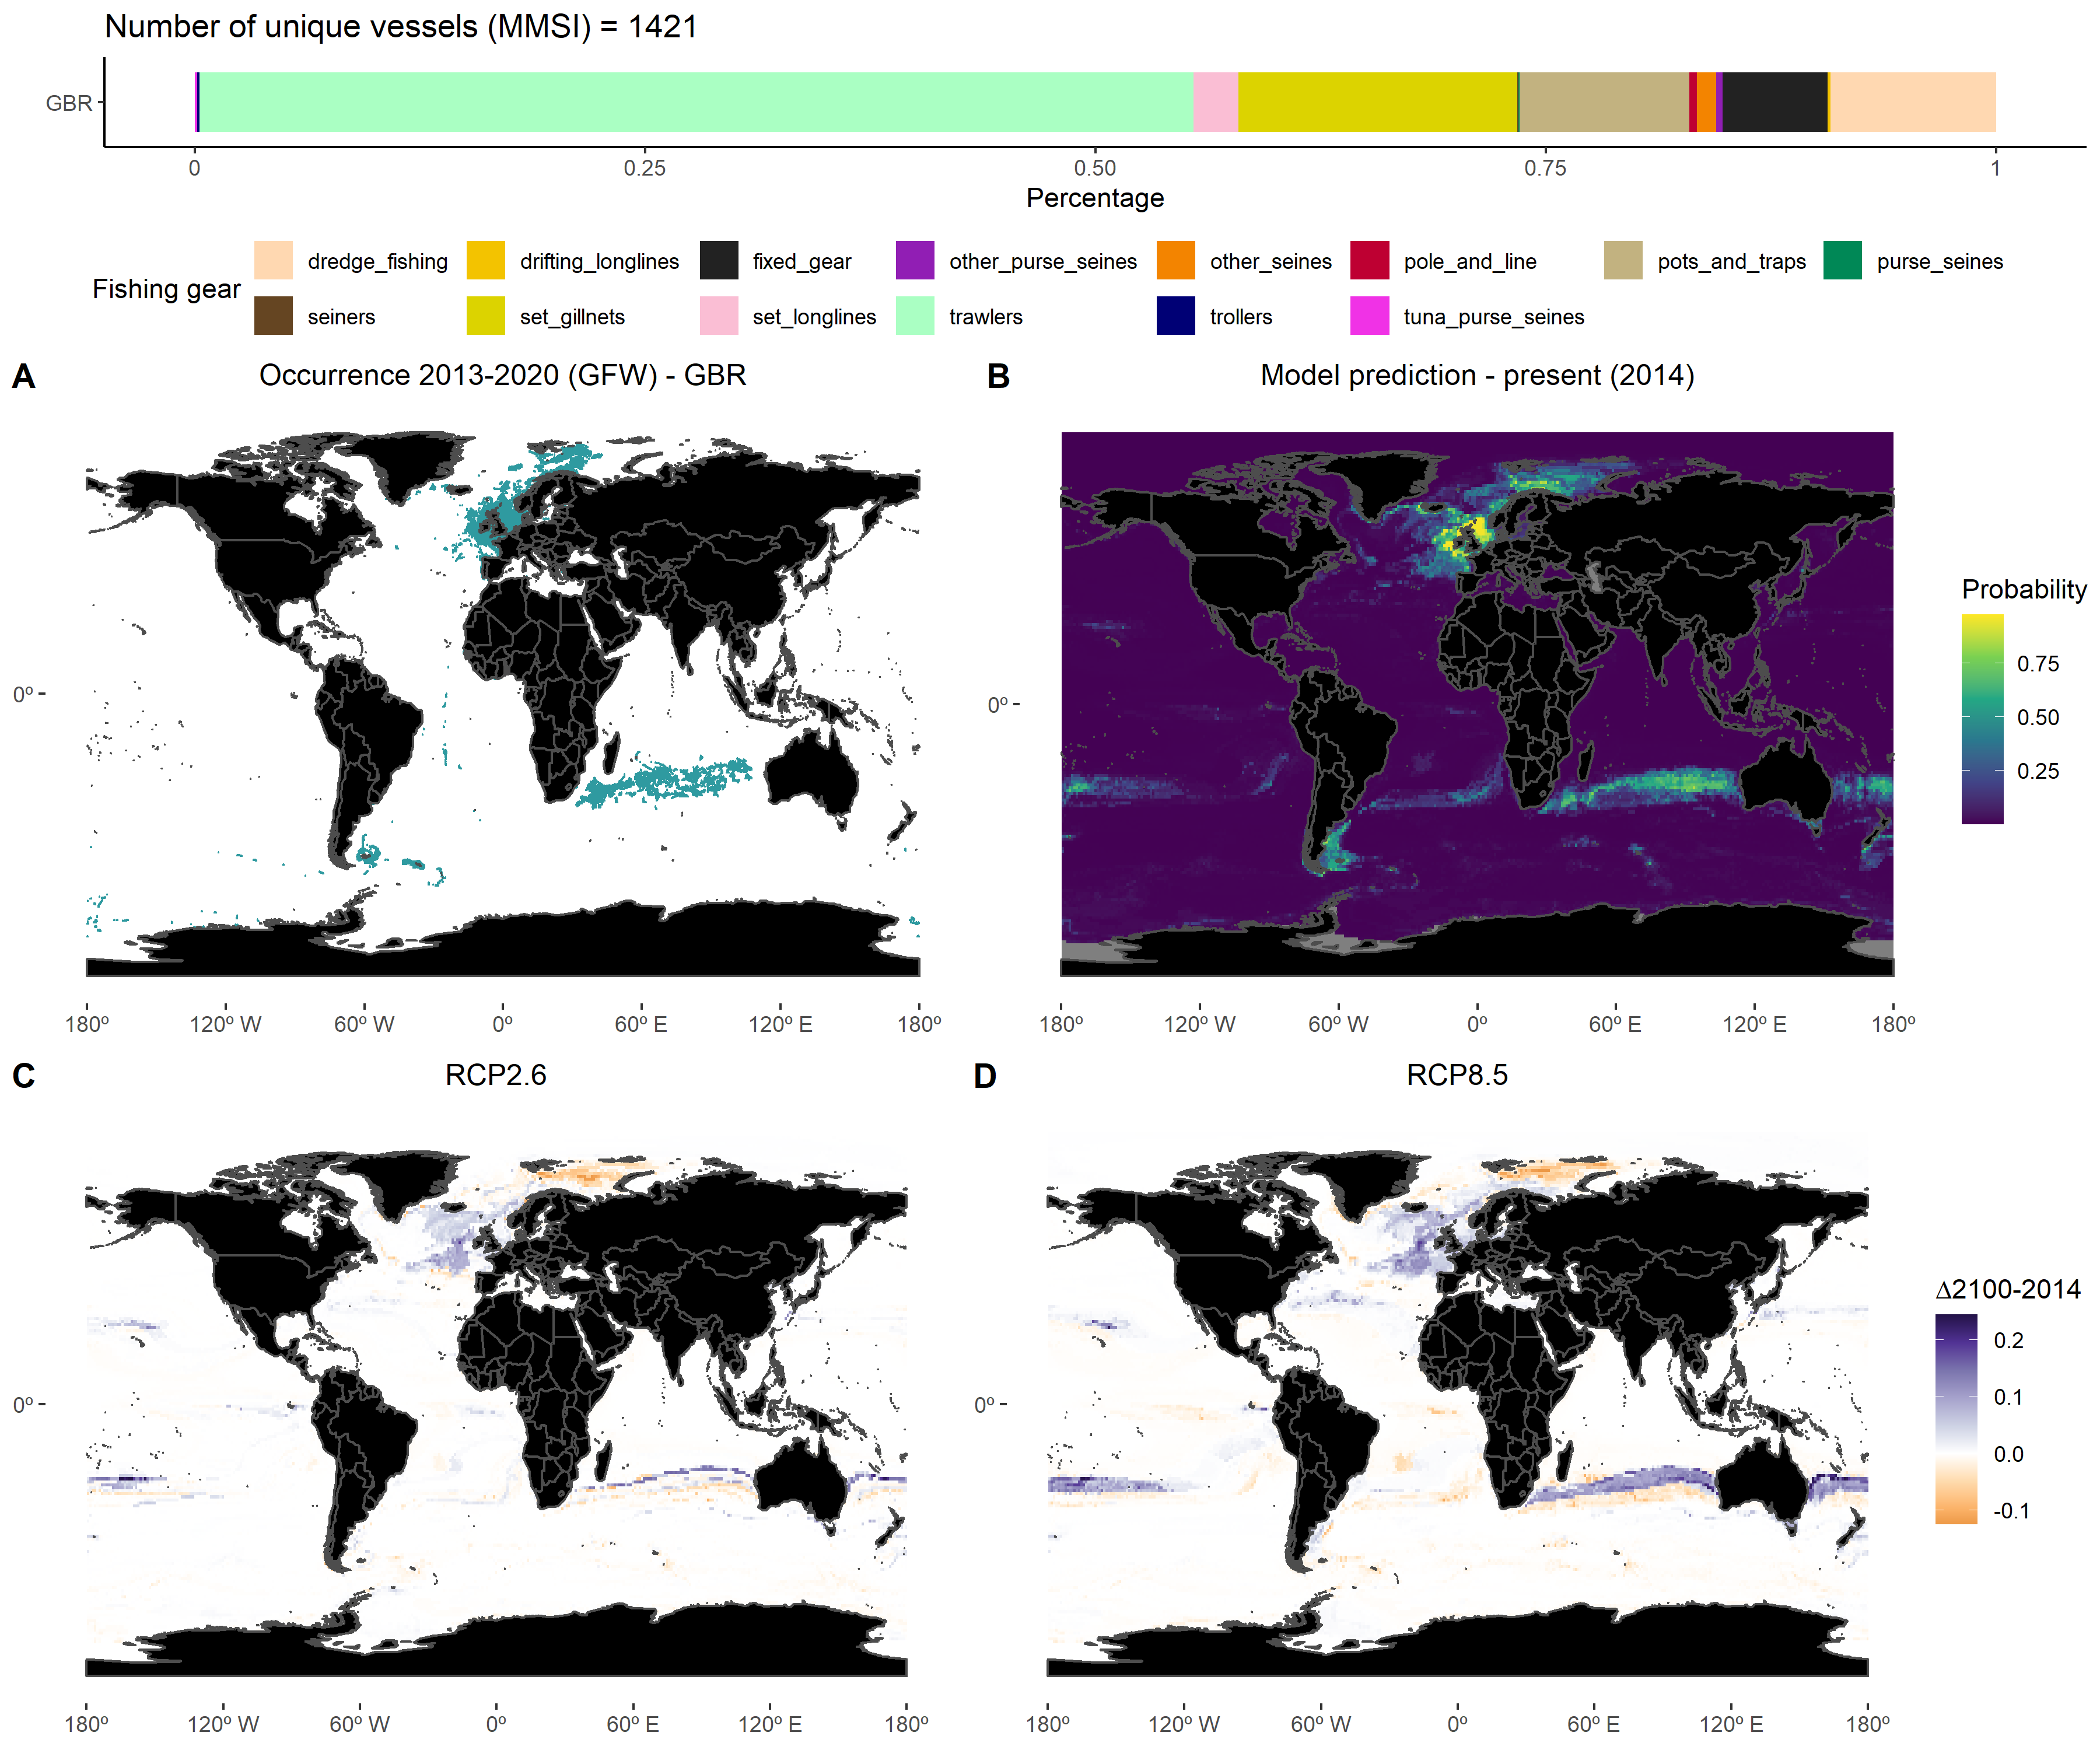 Number of unique vessels (MMSI) = 1421
GBR
0 0.25 0.50 0.75 1
Percentage
Fishing gear
dredge_fishing drifting_longlines fixed_gear other_purse_seines other_seines pole_and_line pots_and_traps purse_seines
seiners set_gillnets set_longlines trawlers trollers tuna_purse_seines
A Occurrence 2013-2020 (GFW) - GBR
0º
180º 120º W 60º W 0º 60º E 120º E 180º
B Model prediction - present (2014)
0º
180º 120º W 60º W 0º 60º E 120º E 180º
Probability
0.75
0.50
0.25
C RCP2.6
0º
180º 120º W 60º W 0º 60º E 120º E 180º
D RCP8.5
0º
180º 120º W 60º W 0º 60º E 120º E 180º
Δ2100-2014
0.2
0.1
0.0
-0.1